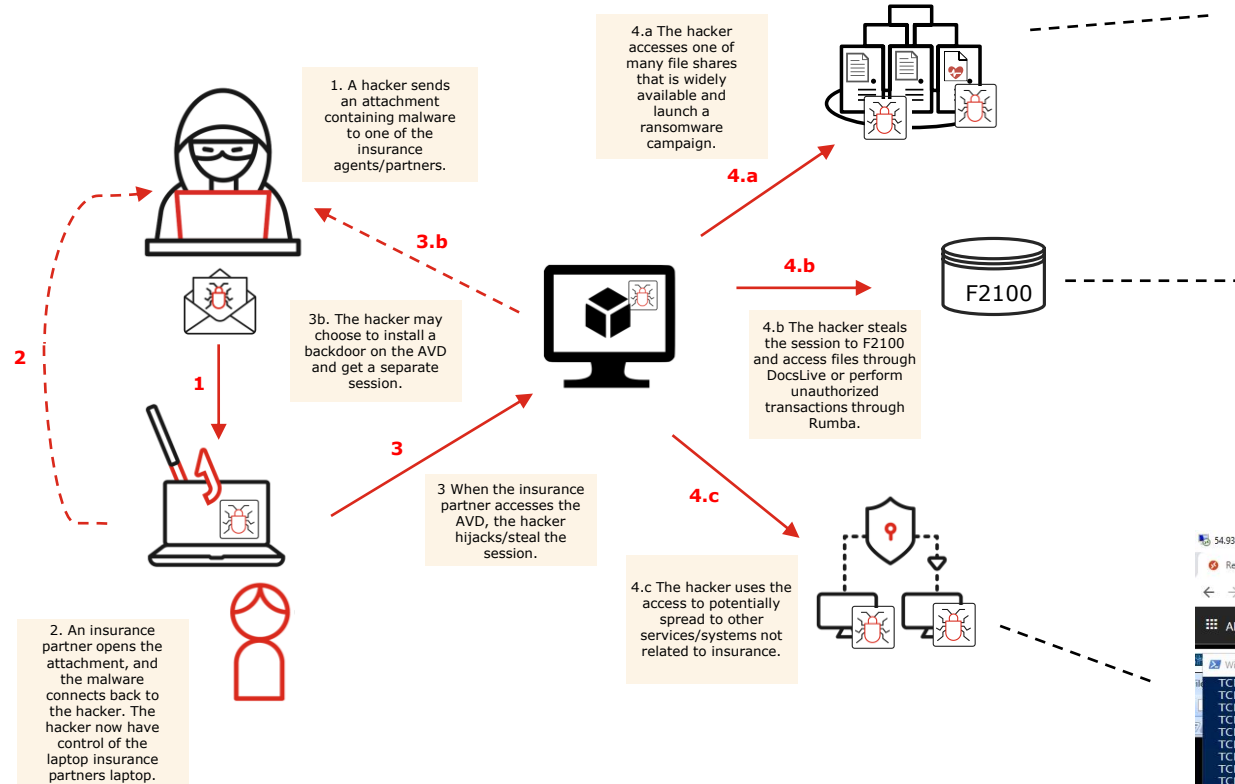 1. A hacker sends
an attachment
containing malware
to one of the
insurance
agents/partners.
4.a The hacker
accesses one of
many file shares
that is widely
available and
launch a
ransomware
campaign.
4.a
3.b
4.b
F2100
3b. The hacker may
choose to install a
backdoor on the AVD
and get a separate
session.
4.b The hacker steals
the session to F2100
and access files through
DocsLive or perform
unauthorized
transactions through
Rumba.
2
1
3
4.c
3 When the insurance
partner accesses the
AVD, the hacker
hijacks/steal the
session.
4.c The hacker uses the
access to potentially
spread to other
services/systems not
related to insurance.
2. An insurance
partner opens the
attachment, and
the malware
connects back to
the hacker. The
hacker now have
control of the
laptop insurance
partners laptop.
54.93
Re
Wi